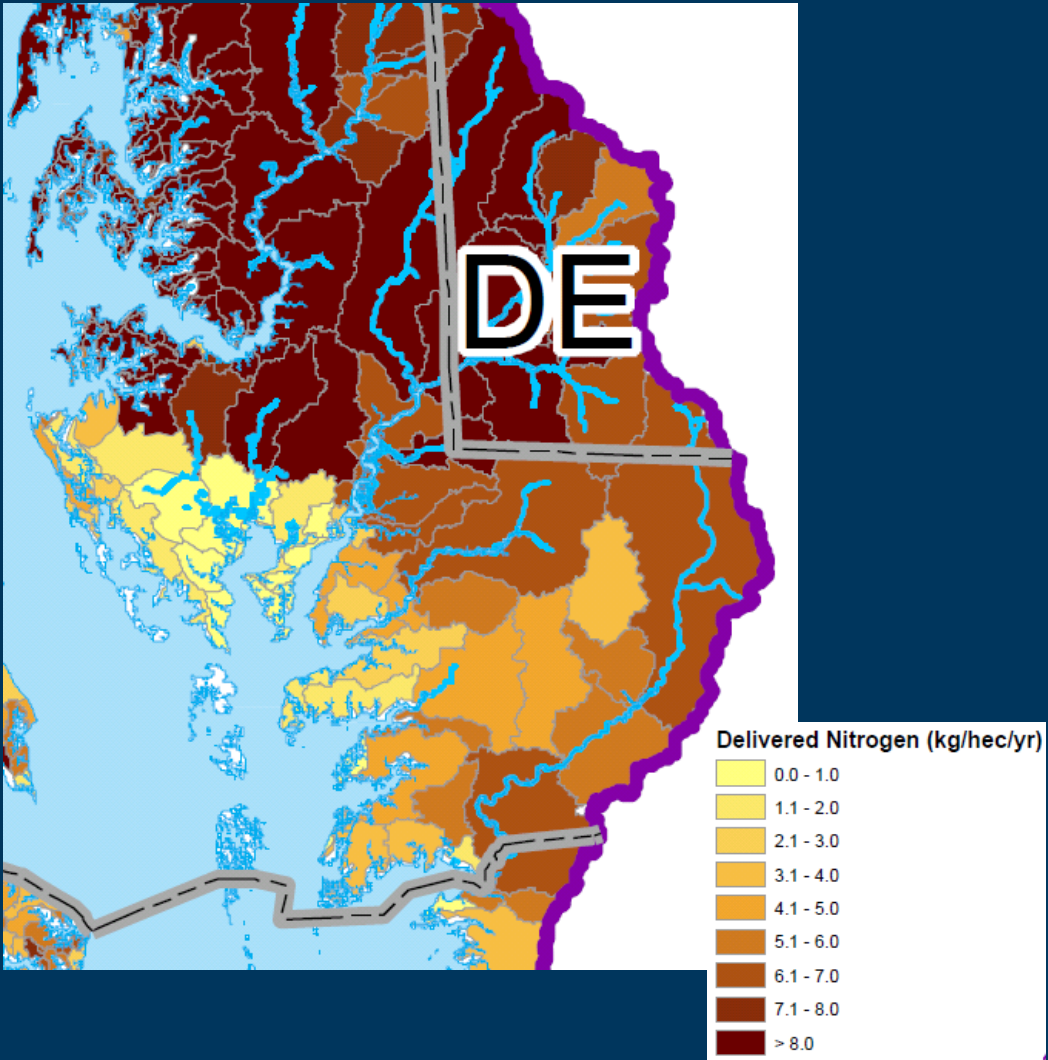 DE
Delivered Nitrogen (kg/hec/yr)
0.0 - 1.0
1.1 - 2.0
2.1 - 3.0
3.1 - 4.0
4.1 - 5.0
5.1 - 6.0
6.1 - 7.0
7.1 - 8.0
> 8.0